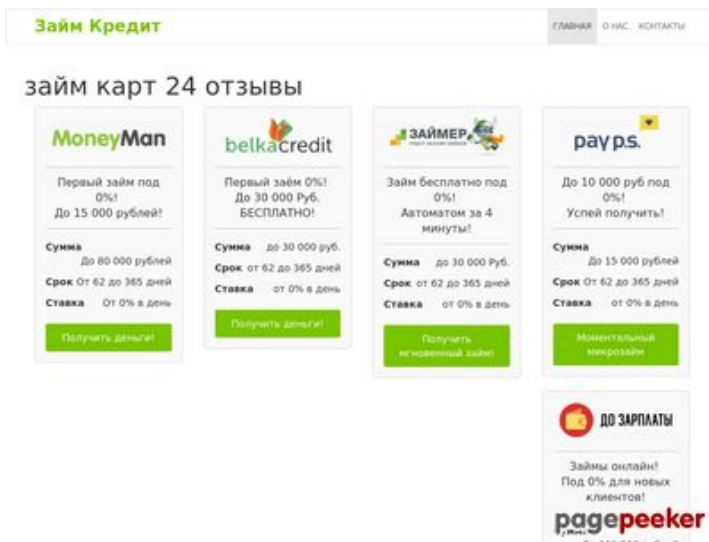 Займ Кредит
ГЛАВНАЯ О НАС КОНТАКТЫ
займ карт 24 отзывы
MoneyMan
Первый займ под
0%!
До 15 000 рублей!
Сумма
До 80 000 рублей
Срок От 62 до 365 дней
Ставка От 0% в день
Получить деньги!
belkacredit
Первый заём 0%!
До 30 000 Руб.
БЕСПЛАТНО!
Сумма до 30 000 руб.
Срок от 62 до 365 дней
Ставка от 0% в день
Получить деньги!
ЗАЙМЕР
Займ бесплатно под
0%!
Автоматом за 4
минуты!
Сумма до 30 000 Руб.
Срок от 62 до 365 дней
Ставка от 0% в день
Получить
мгновенный займ!
pay p.s.
До 10 000 руб под
0%!
Успей получить!
Сумма
До 15 000 рублей
Срок От 62 до 365 дней
Ставка от 0% в день
Моментальный
микрозайм
ДО ЗАРПЛАТЫ
Займы онлайн!
Под 0% для новых
клиентов!
pagepeeker